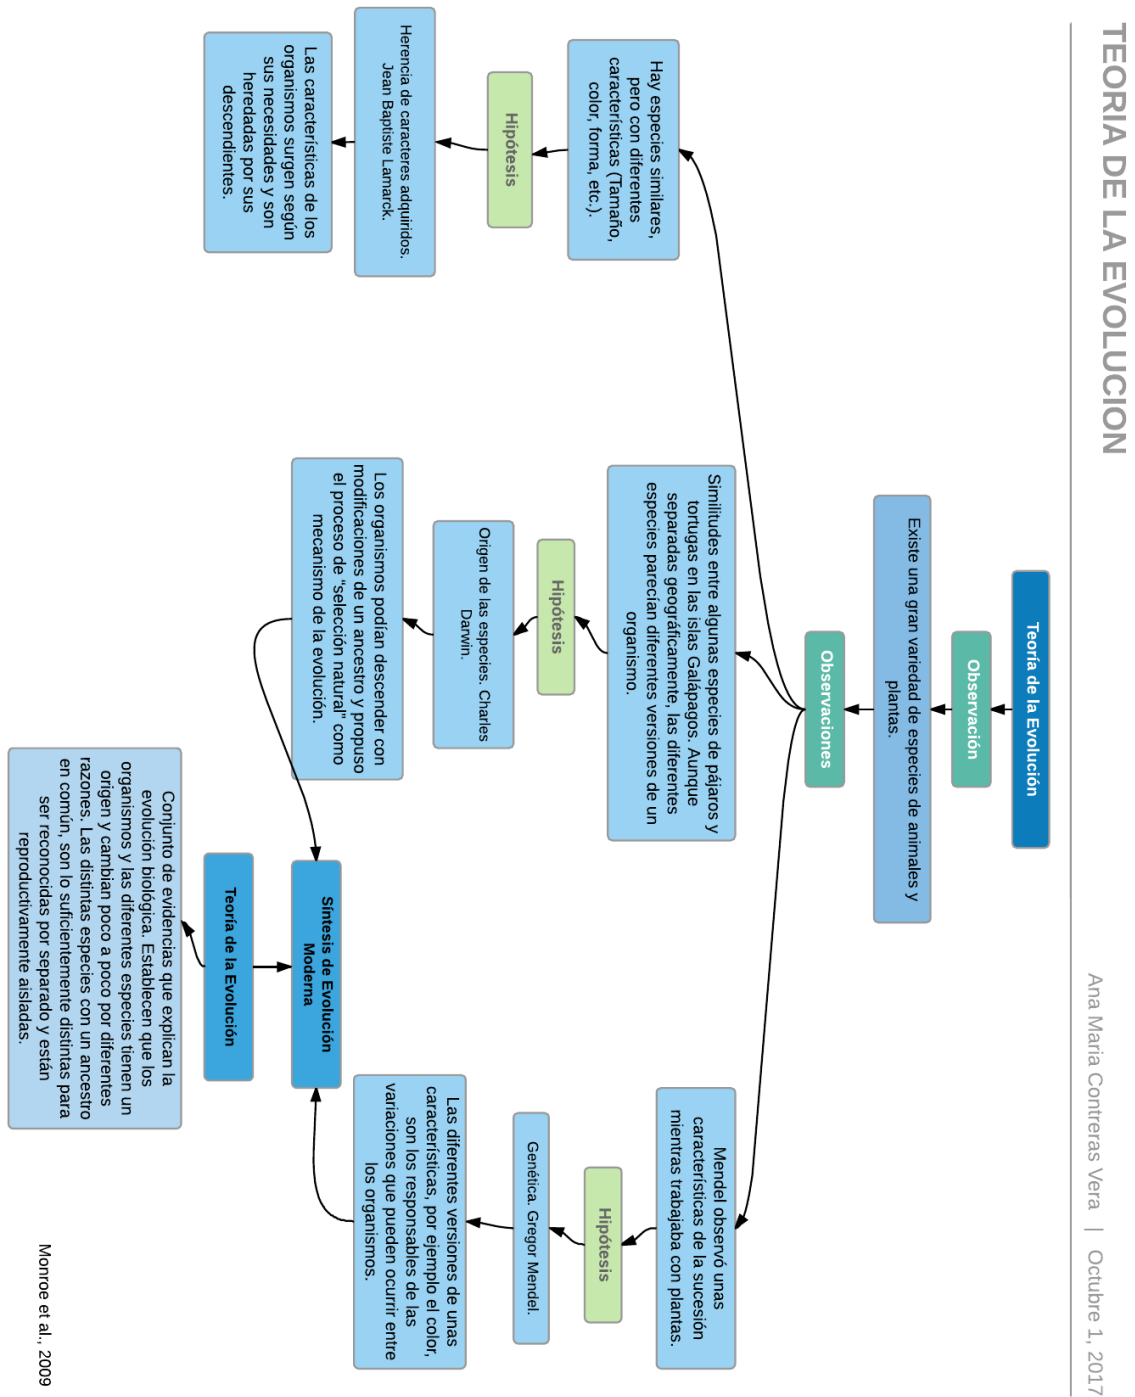 TEORIA DE LA EVOLUCION
Ana Maria Contreras Vera | Octubre 1, 2017
Teoría de la Evolución
Observación
Existe una gran variedad de especies de animales y
plantas.
Observaciones
Hay especies similares,
pero con diferentes
características (Tamaño,
color, forma, etc.).
Hipótesis
Herencia de caracteres adquiridos.
Jean Baptiste Lamarck.
Las características de los
organismos surgen según
sus necesidades y son
heredadas por sus
descendientes.
Similitudes entre algunas especies de pájaros y
tortugas en las islas Galápagos. Aunque
separadas geográficamente, las diferentes
especies parecían diferentes versiones de un
organismo.
Hipótesis
Origen de las especies. Charles
Darwin.
Los organismos podían descender con
modificaciones de un ancestro y propuso
el proceso de "selección natural" como
mecanismo de la evolución.
Mendel observó unas
características de la sucesión
mientras trabajaba con plantas.
Hipótesis
Genética. Gregor Mendel.
Las diferentes versiones de unas
características, por ejemplo el color,
son los responsables de las
variaciones que pueden ocurrir entre
los organismos.
Síntesis de Evolución
Moderna
Teoría de la Evolución
Conjunto de evidencias que explican la
evolución biológica. Establecen que los
organismos y las diferentes especies tienen un
origen y cambian poco a poco por diferentes
razones. Las distintas especies con un ancestro
en común, son lo suficientemente distintas para
ser reconocidas por separado y están
reproductivamente aisladas.
Monroe et al., 2009